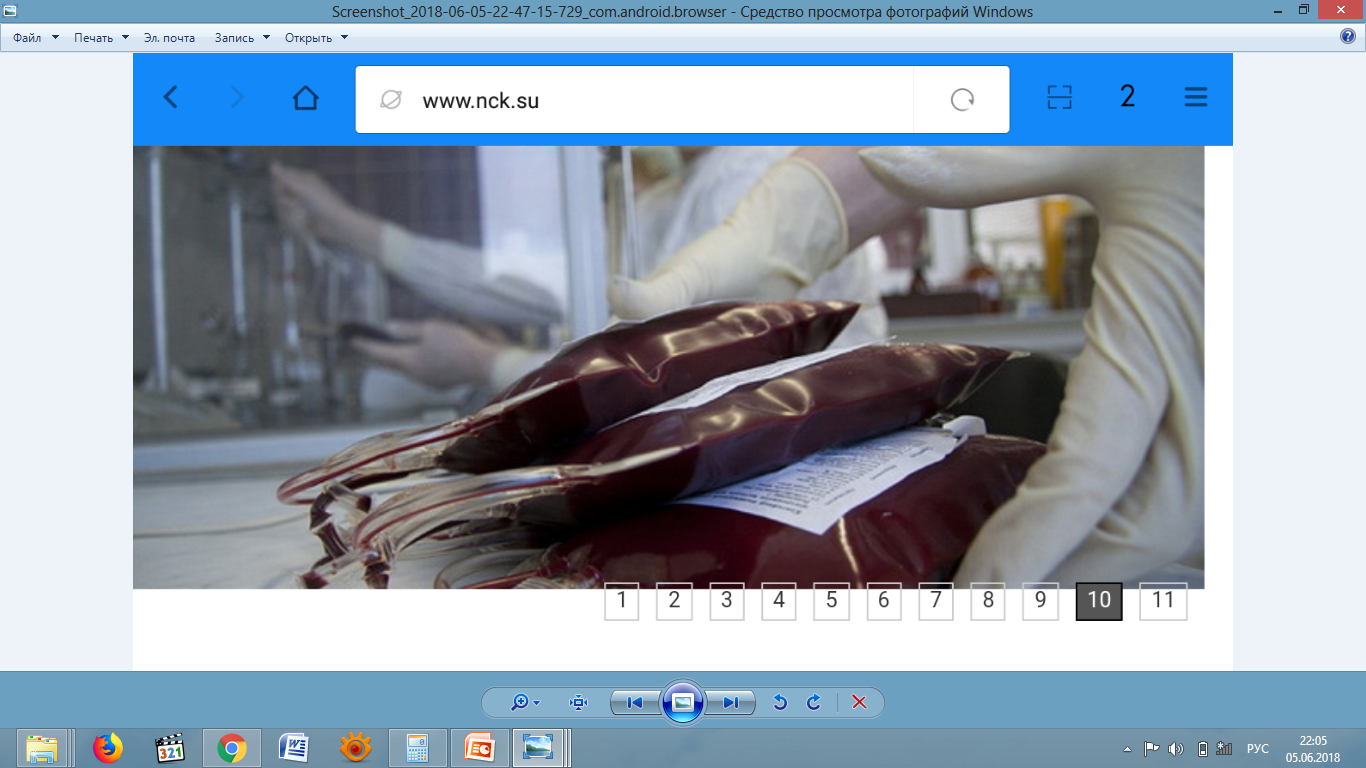 Screenshot_2018-06-05-22-47-15-729_com.android.browser - Средство просмотра фотографий Windows
Файл Печать Эл. почта Запись Открыть
www.nck.su
2
1 2 3 4 5 6 7 8 9 10 11
321
РУС
22:05
05.06.2018